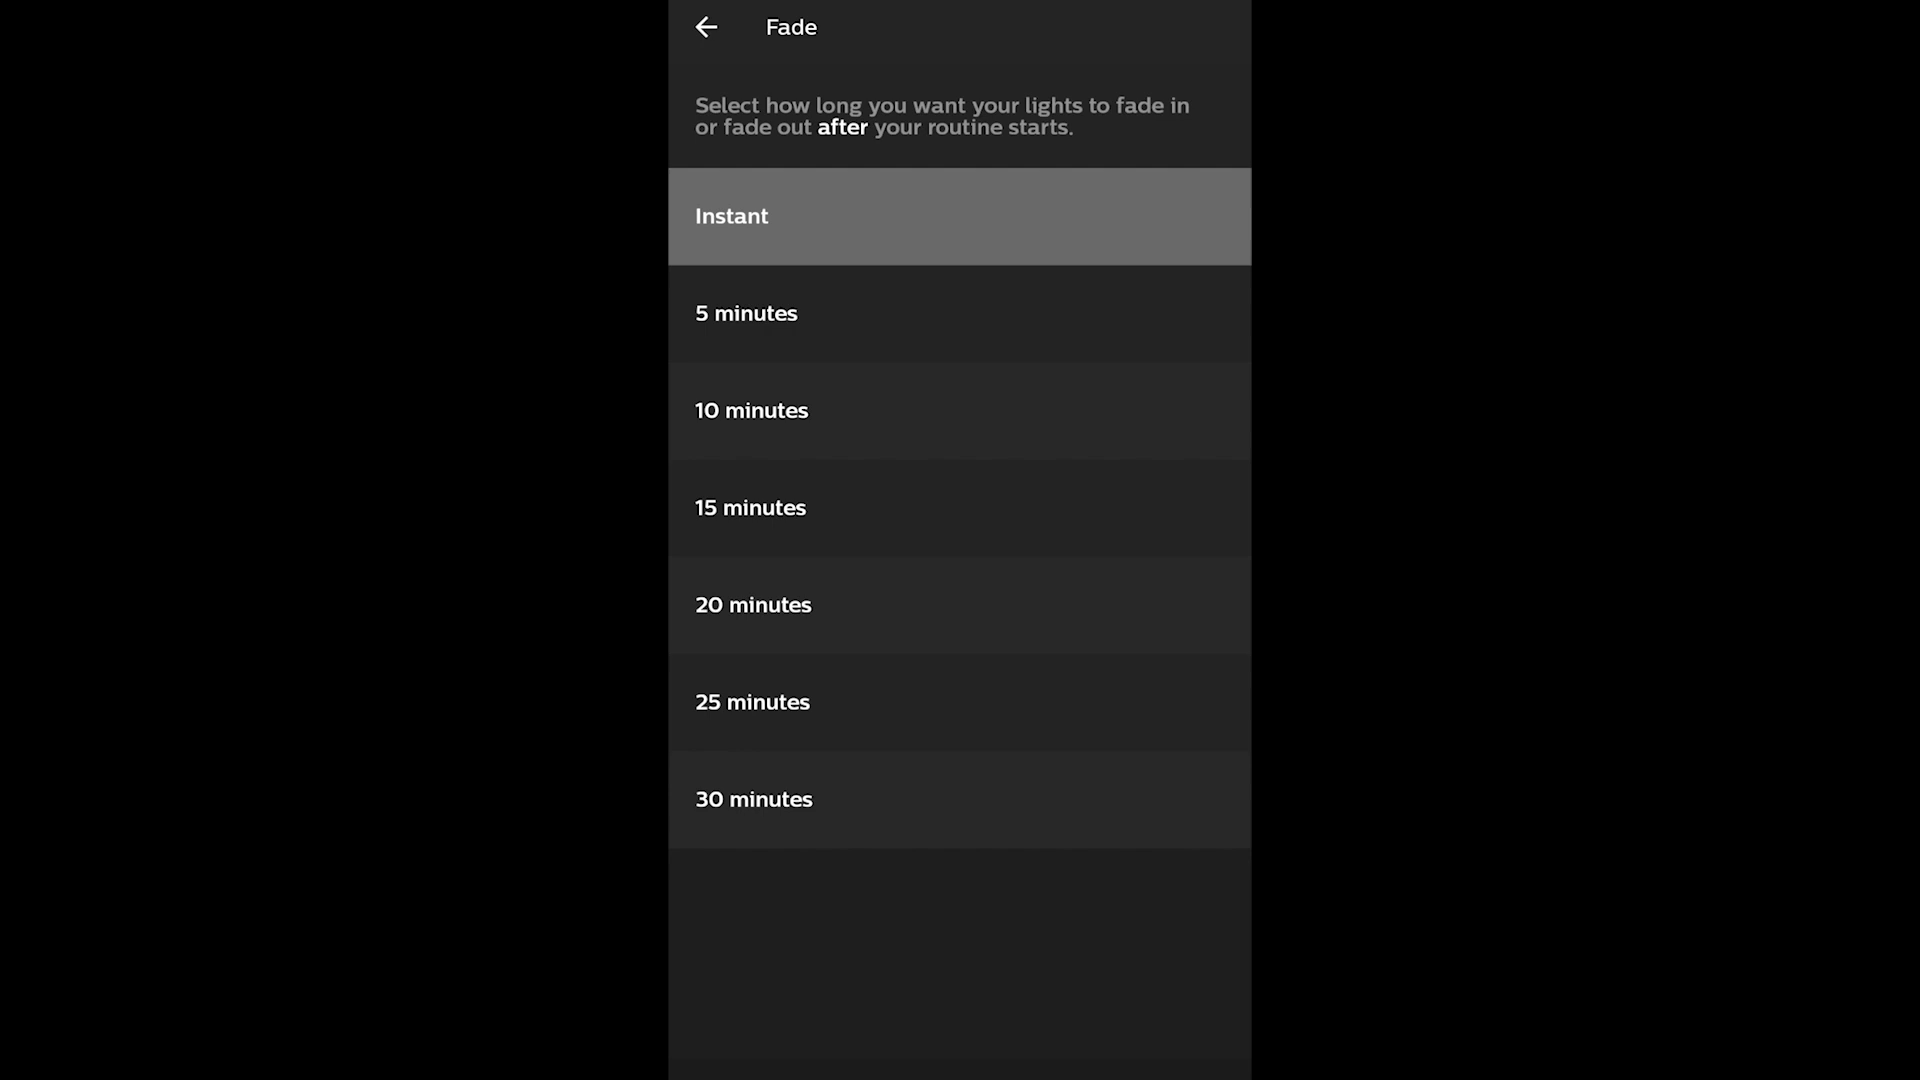 Fade
Select how long you want your lights to fade in
or fade out after your routine starts.
Instant
5 minutes
10 minutes
15 minutes
20 minutes
25 minutes
30 minutes